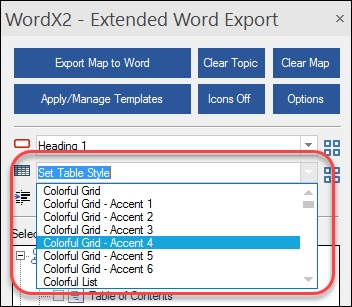 WordX2 - Extended Word Export
Export Map to Word Clear Topic Clear Map
Apply/Manage Templates Icons Off Options
Heading 1
Set Table Style
Colorful Grid
Colorful Grid - Accent 1
Colorful Grid - Accent 2
Colorful Grid - Accent 3
Colorful Grid - Accent 4
Colorful Grid - Accent 5
Colorful Grid - Accent 6
Colorful List
Table of Contents